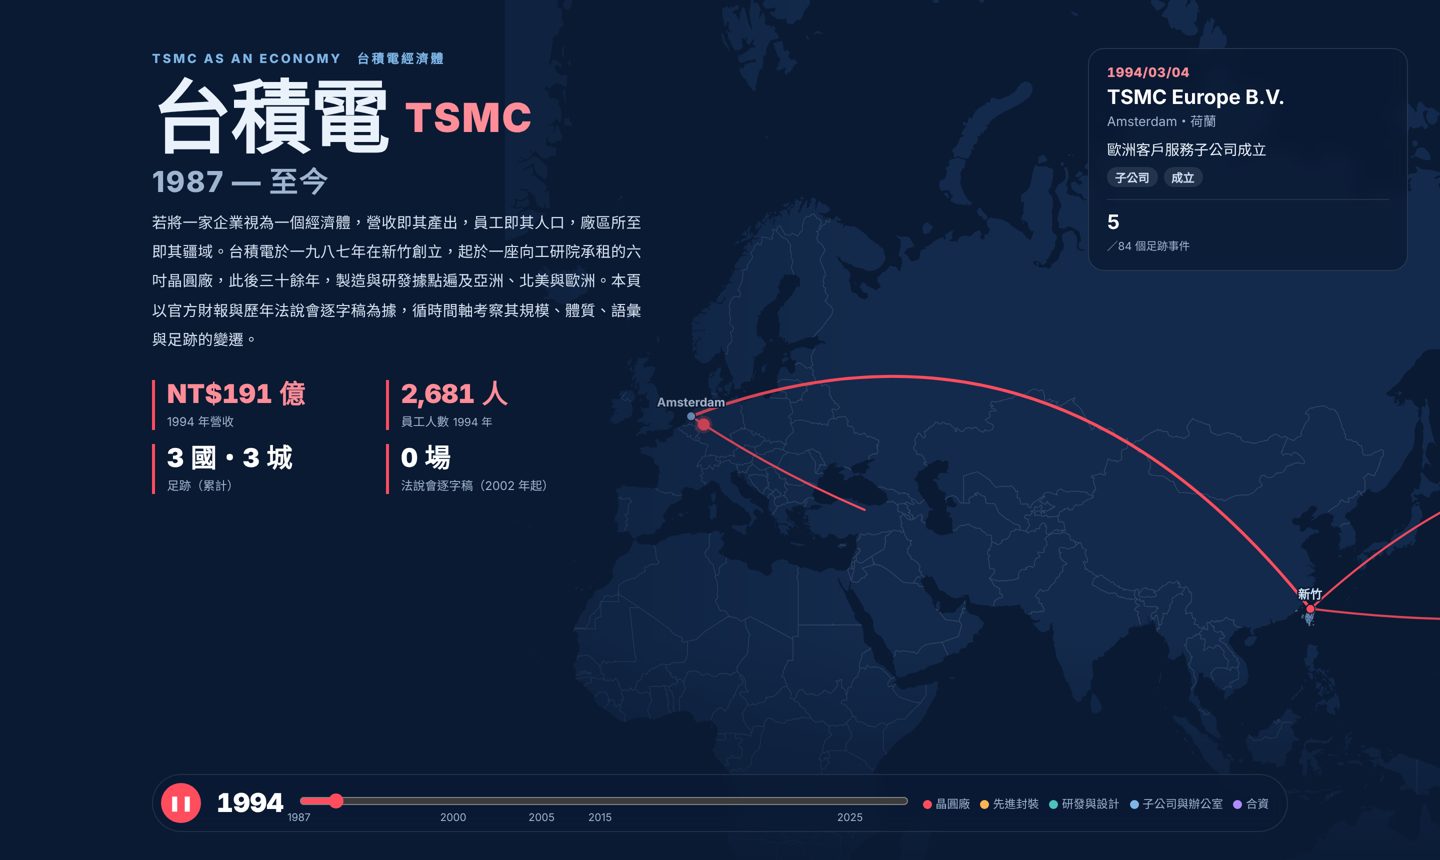 TSMC AS AN ECONOMY 台積電經濟體
台積電 TSMC
1987 — 至今
若將一家企業視為一個經濟體，營收即其產出，員工即其人口，廠區所至
即其疆域。台積電於一九八七年在新竹創立，起於一座向工研院承租的六
吋晶圓廠，此後三十餘年，製造與研發據點遍及亞洲、北美與歐洲。本頁
以官方財報與歷年法說會逐字稿為據，循時間軸考察其規模、體質、語彙
與足跡的變遷。
NT$191 億
1994 年營收
2,681 人
員工人數 1994 年
3 國・3 城
足跡（累計）
0 場
法說會逐字稿（2002 年起）
1994/03/04
TSMC Europe B.V.
Amsterdam・荷蘭
歐洲客戶服務子公司成立
子公司 成立
5
／84 個足跡事件
Amsterdam
新竹
1994
1987 2000 2005 2015 2025
晶圓廠 先進封裝 研發與設計 子公司與辦公室 合資